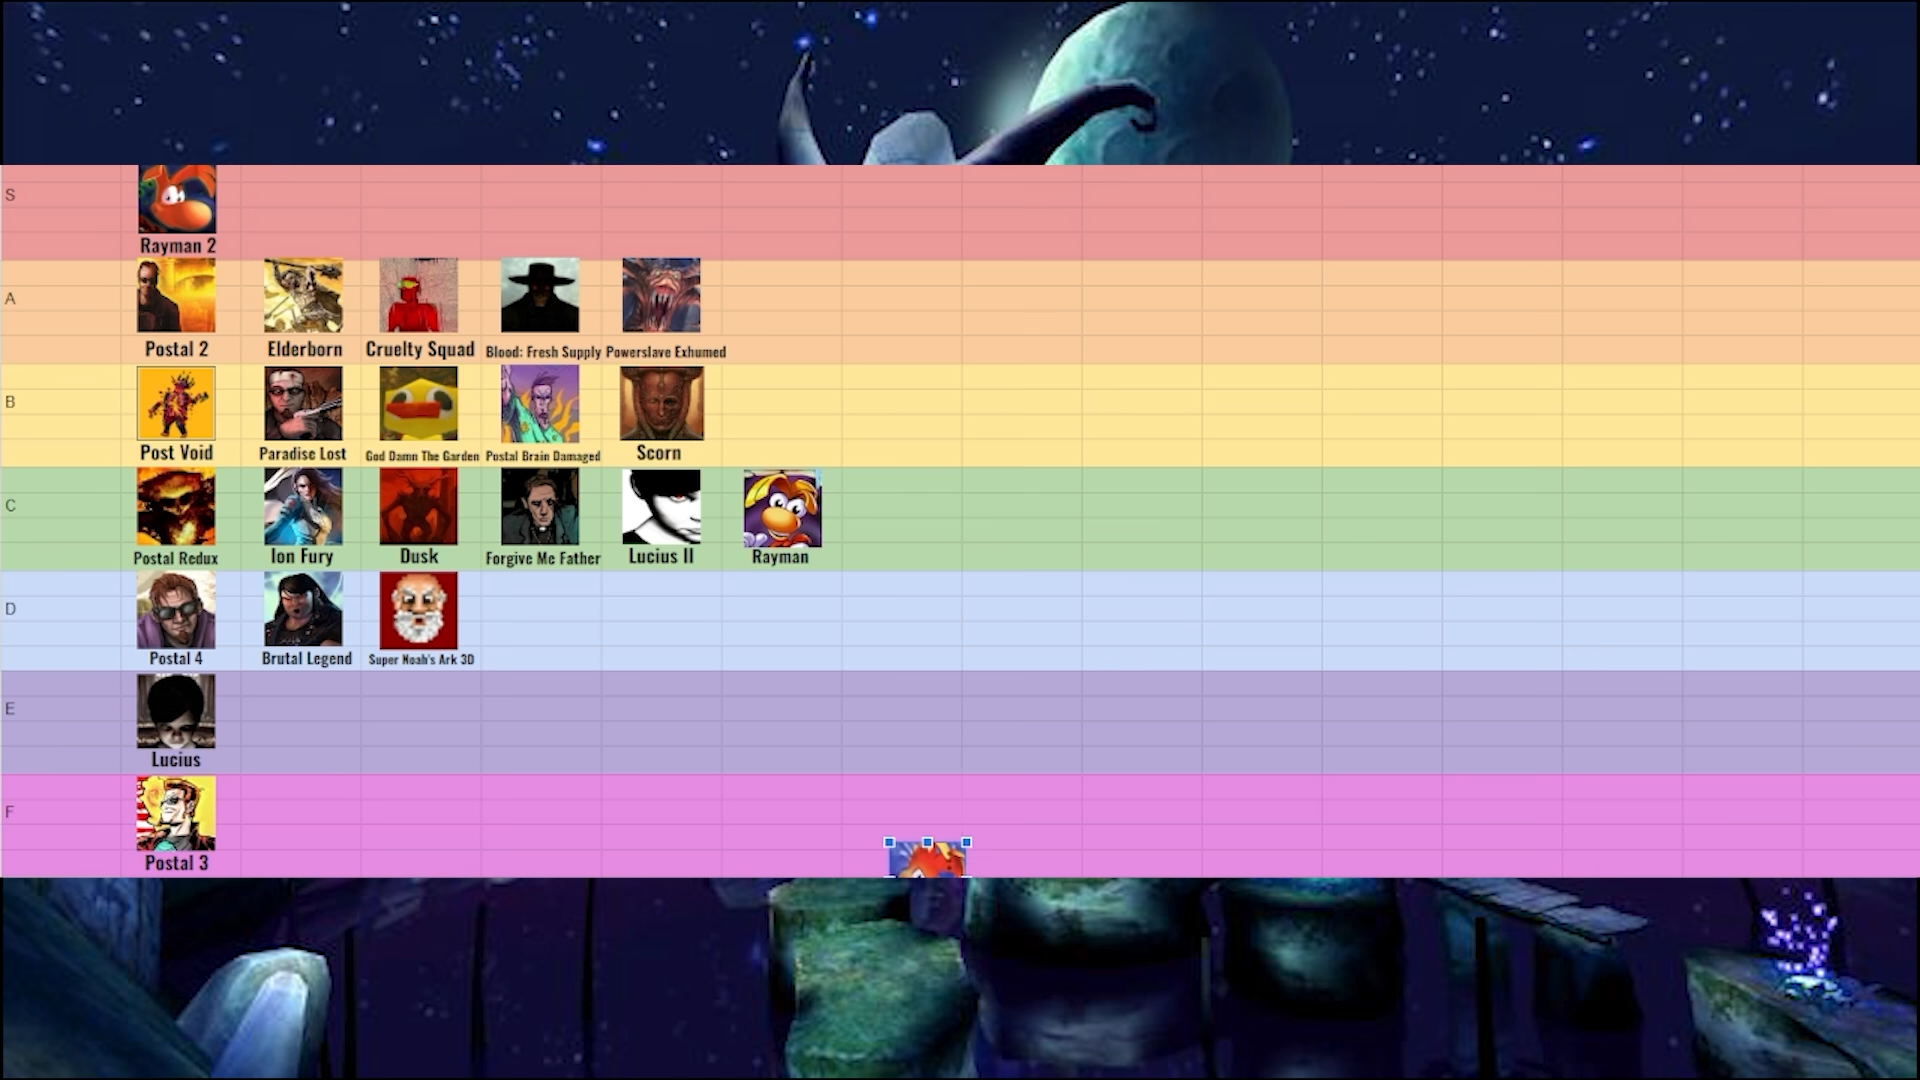 S
Rayman 2
A
Postal 2 Elderborn Cruelty Squad Blood: Fresh Supply Powerslave Exhumed
B
Post Void Paradise Lost God Damn The Garden Postal Brain Damaged Scorn
C
Postal Redux Ion Fury Dusk Forgive Me Father Lucius II Rayman
D
Postal 4 Brutal Legend Super Noah's Ark 3D
E
Lucius
F
Postal 3